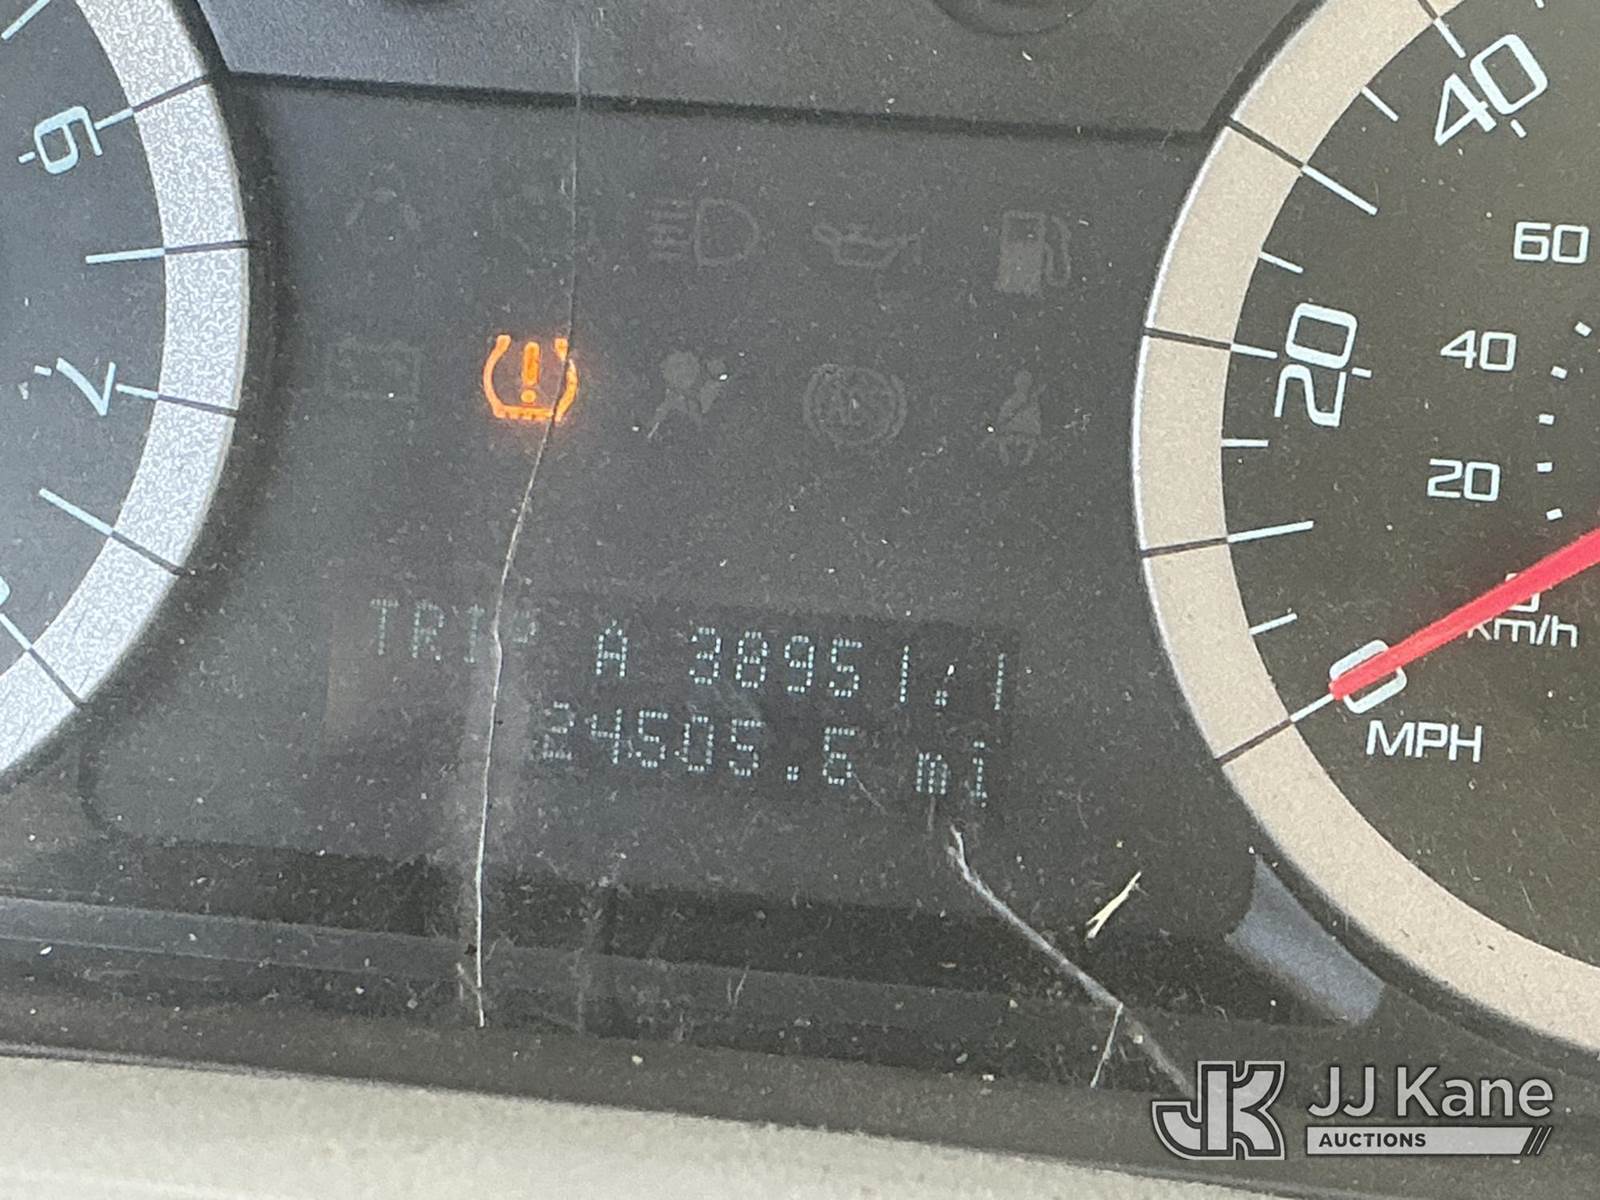 6
7
TRIP A 38951.1
24505.6 mi
40
20
0
MPH
60
40
20
km/h
JK JJ Kane
AUCTIONS